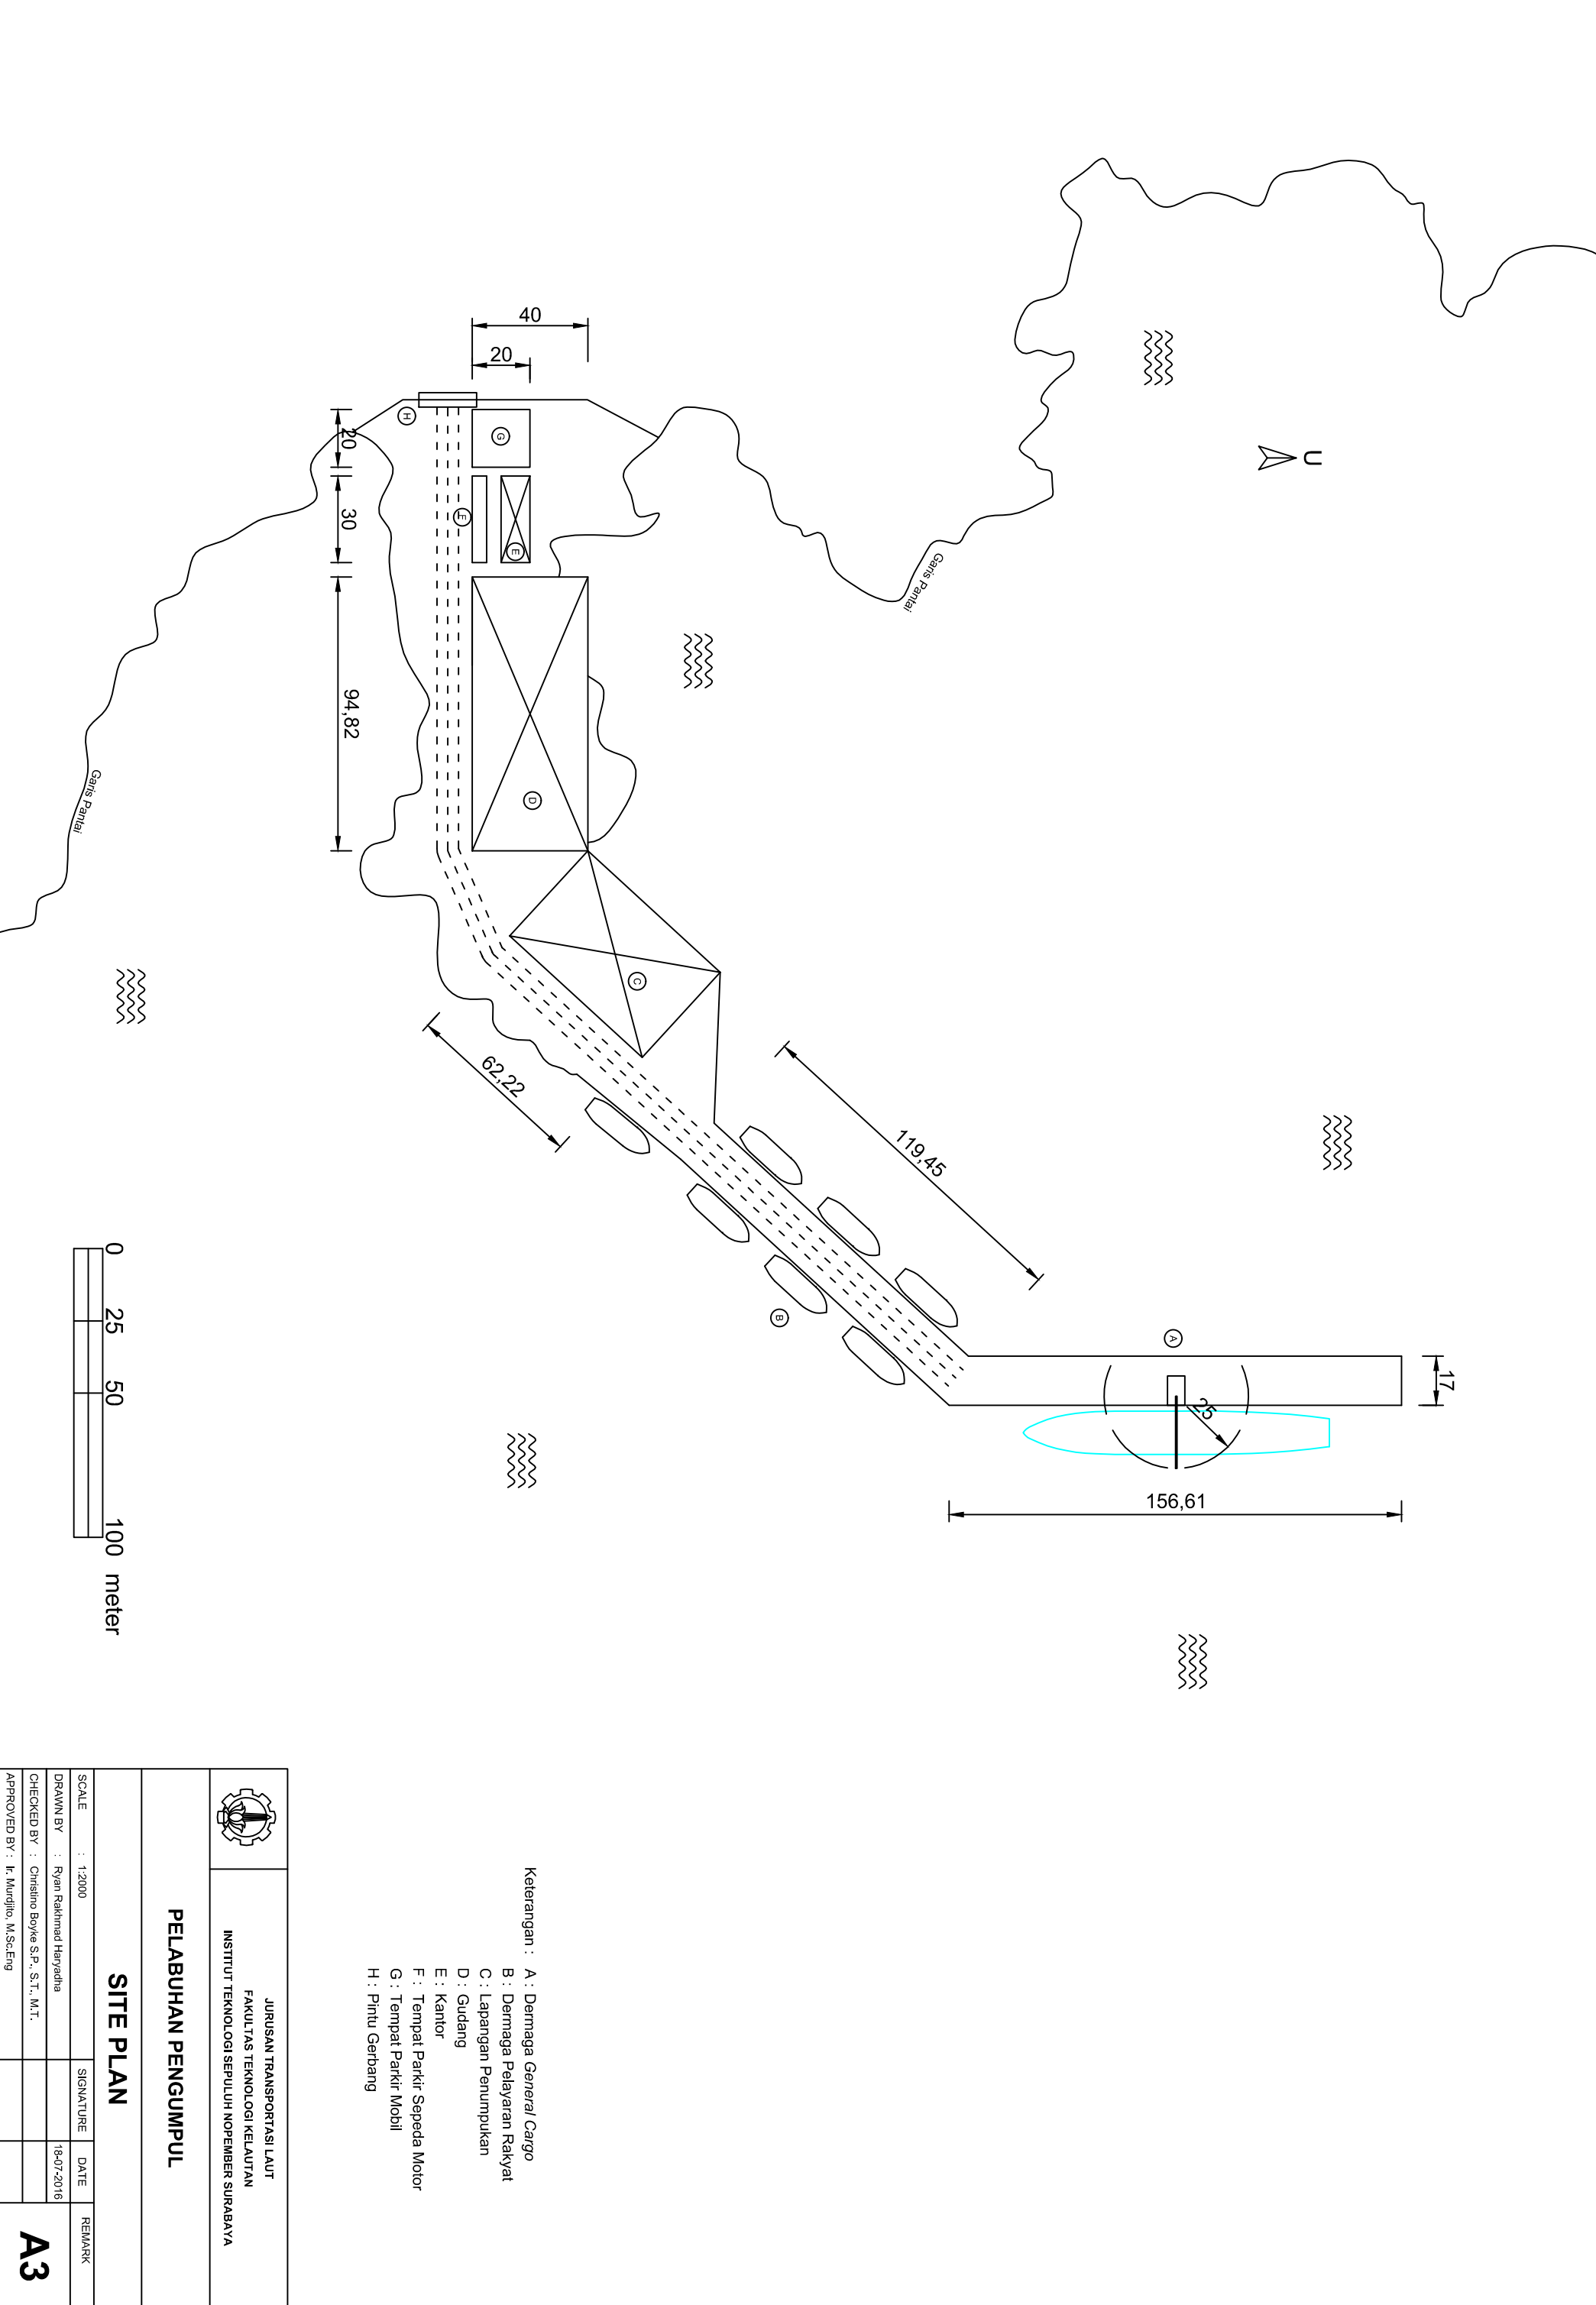 40
20
20
30
94,82
62,22
119,45
17
25
156,61
U
Garis Pantai
Garis Pantai
H
G
F
E
D
C
B
A
0 25 50 100 meter
Keterangan : A : Dermaga General Cargo
B : Dermaga Pelayaran Rakyat
C : Lapangan Penumpukan
D : Gudang
E : Kantor
F : Tempat Parkir Sepeda Motor
G : Tempat Parkir Mobil
H : Pintu Gerbang
JURUSAN TRANSPORTASI LAUT
FAKULTAS TEKNOLOGI KELAUTAN
INSTITUT TEKNOLOGI SEPULUH NOPEMBER SURABAYA
PELABUHAN PENGUMPUL
SITE PLAN
SCALE : 1:2000 SIGNATURE DATE REMARK
DRAWN BY : Ryan Rakhmad Haryadha 18-07-2016
CHECKED BY : Christino Boyke S.P., S.T., M.T.
APPROVED BY : Ir. Murdjito, M.Sc.Eng
A3